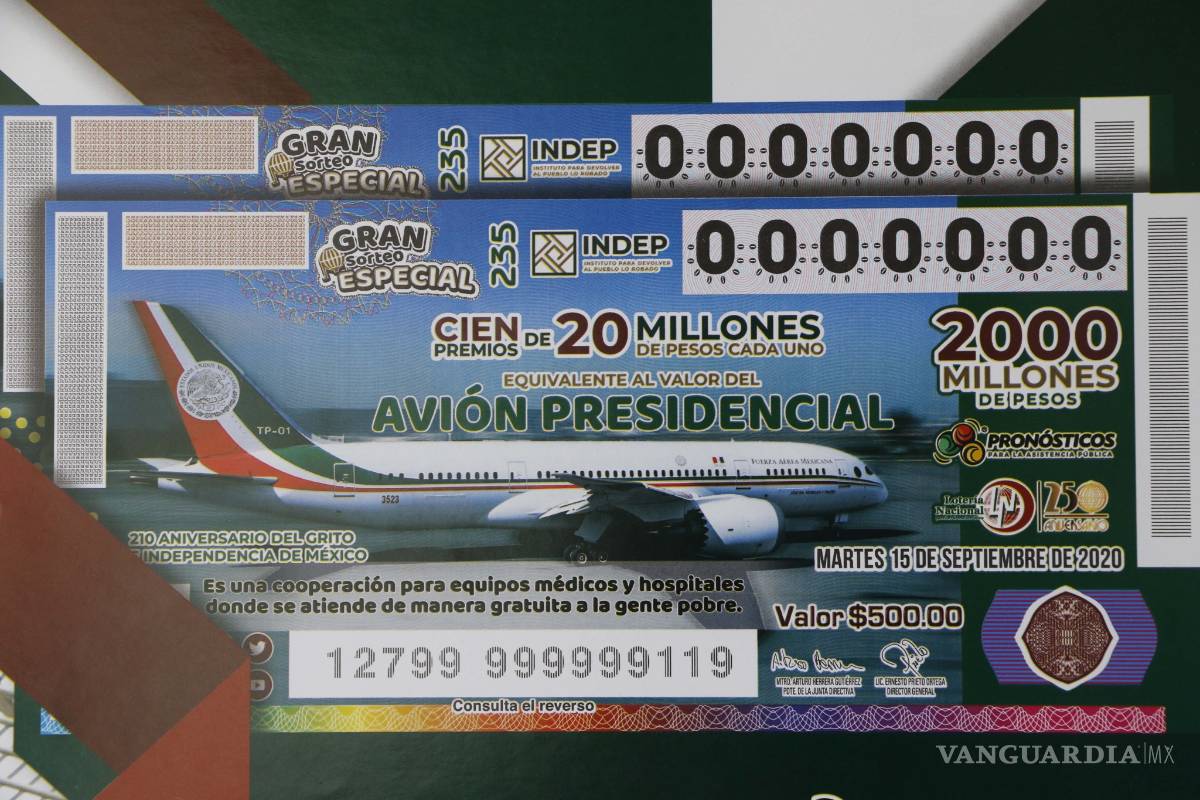 GRAN
Sorteo
ESPECIAL
235
INDEP
INSTITUTO PARA DEVOLVER
AL PUEBLO LO ROBADO
0000000
GRAN
Sorteo
ESPECIAL
235
INDEP
INSTITUTO PARA DEVOLVER
AL PUEBLO LO ROBADO
0000000
CIEN
PREMIOS DE 20 MILLONES
DE PESOS CADA UNO
EQUIVALENTE AL VALOR DEL
AVIÓN PRESIDENCIAL
2000
MILLONES
DE PESOS
PRONÓSTICOS
PARA LA ASISTENCIA PÚBLICA
Lotería
Nacional
LN
250
ANIVERSARIO
ESTADOS UNIDOS MEXICANOS
TP-01
3523
FUERZA AÉREA MEXICANA
210 ANIVERSARIO DEL GRITO
E INDEPENDENCIA DE MÉXICO
MARTES 15 DE SEPTIEMBRE DE 2020
Es una cooperación para equipos médicos y hospitales
donde se atiende de manera gratuita a la gente pobre.
Valor $500.00
12799 999999119
MTRO. ARTURO HERRERA GUTIÉRREZ
PDTE. DE LA JUNTA DIRECTIVA
LIC. ERNESTO PRIETO ORTEGA
DIRECTOR GENERAL
Consulta el reverso
VANGUARDIA|MX